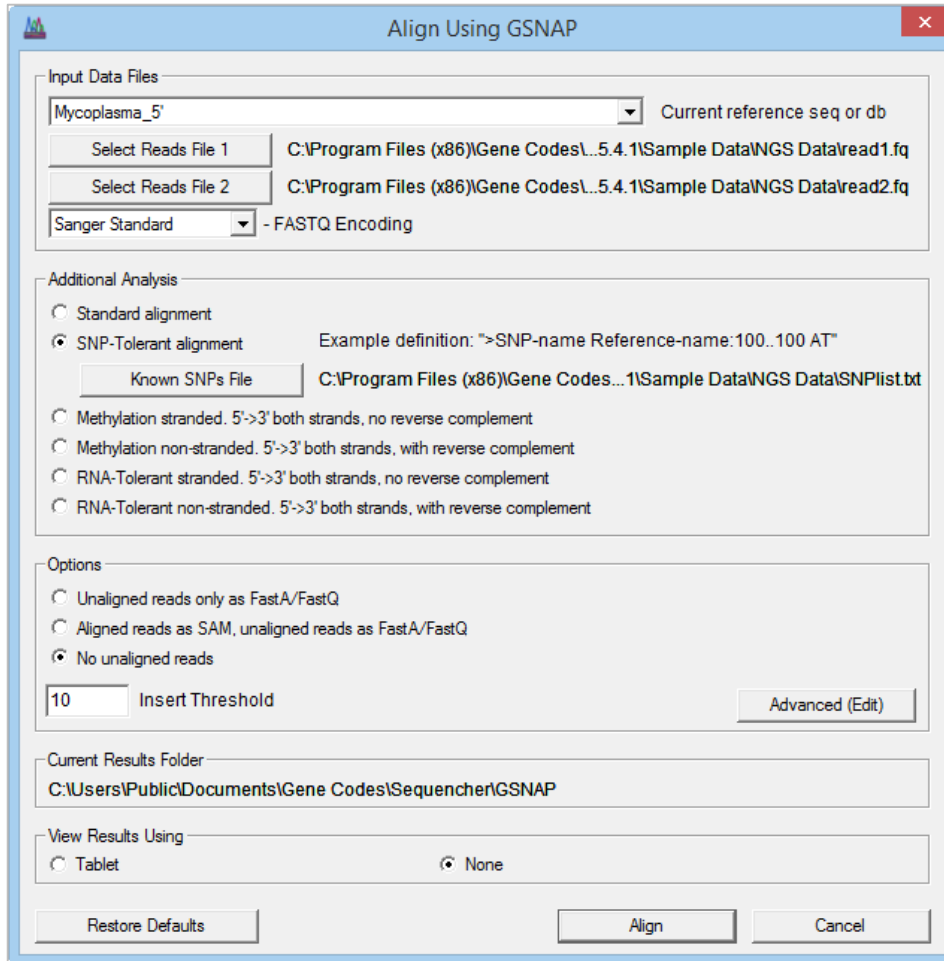 Align Using GSNAP
Input Data Files
Mycoplasma_5' Current reference seq or db
Select Reads File 1 C:\Program Files (x86)\Gene Codes\...5.4.1\Sample Data\NGS Data\read1.fq
Select Reads File 2 C:\Program Files (x86)\Gene Codes\...5.4.1\Sample Data\NGS Data\read2.fq
Sanger Standard - FASTQ Encoding
Additional Analysis
Standard alignment
SNP-Tolerant alignment Example definition: ">SNP-name Reference-name:100..100 AT"
Known SNPs File C:\Program Files (x86)\Gene Codes...1\Sample Data\NGS Data\SNPlist.txt
Methylation stranded. 5'->3' both strands, no reverse complement
Methylation non-stranded. 5'->3' both strands, with reverse complement
RNA-Tolerant stranded. 5'->3' both strands, no reverse complement
RNA-Tolerant non-stranded. 5'->3' both strands, with reverse complement
Options
Unaligned reads only as FastA/FastQ
Aligned reads as SAM, unaligned reads as FastA/FastQ
No unaligned reads
10 Insert Threshold Advanced (Edit)
Current Results Folder
C:\Users\Public\Documents\Gene Codes\Sequencher\GSNAP
View Results Using
Tablet None
Restore Defaults Align Cancel